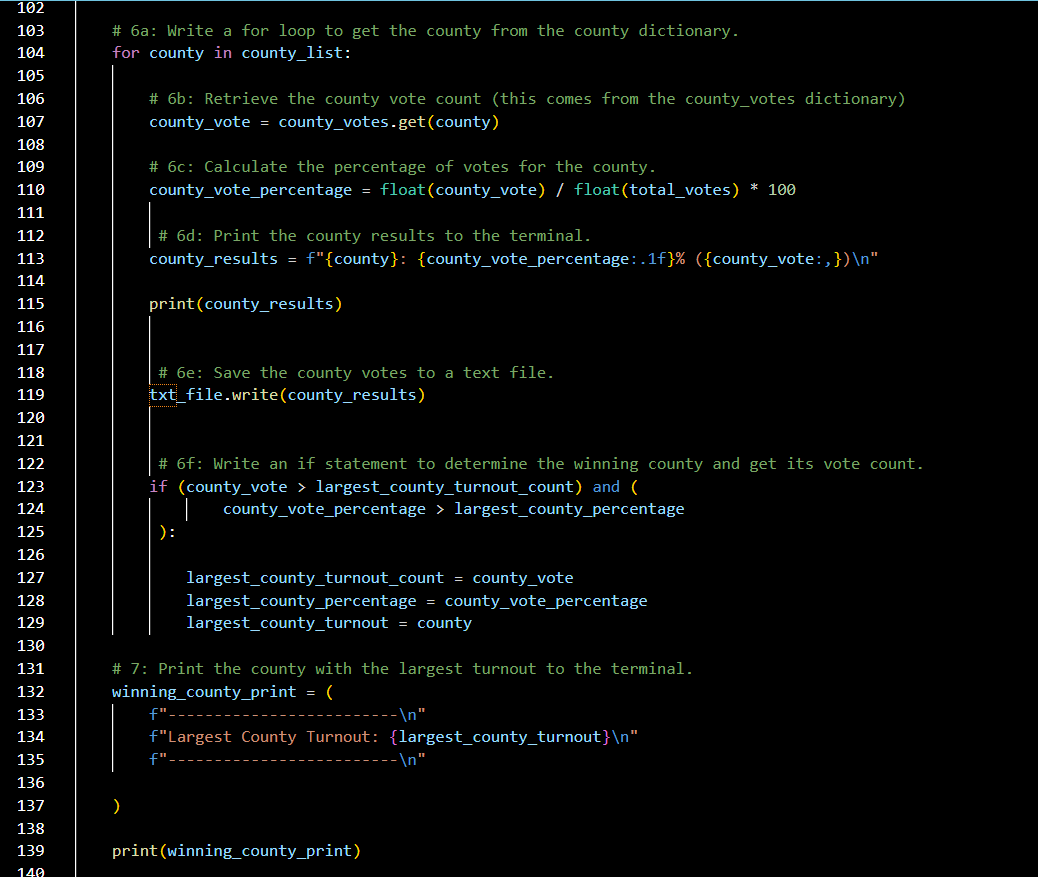 102
103 # 6a: Write a for loop to get the county from the county dictionary.
104 for county in county_list:
105
106 # 6b: Retrieve the county vote count (this comes from the county_votes dictionary)
107 county_vote = county_votes.get(county)
108
109 # 6c: Calculate the percentage of votes for the county.
110 county_vote_percentage = float(county_vote) / float(total_votes) * 100
111
112 # 6d: Print the county results to the terminal.
113 county_results = f"{county}: {county_vote_percentage:.1f}% ({county_vote:,})\n"
114
115 print(county_results)
116
117
118 # 6e: Save the county votes to a text file.
119 txt_file.write(county_results)
120
121
122 # 6f: Write an if statement to determine the winning county and get its vote count.
123 if (county_vote > largest_county_turnout_count) and (
124 county_vote_percentage > largest_county_percentage
125 ):
126
127 largest_county_turnout_count = county_vote
128 largest_county_percentage = county_vote_percentage
129 largest_county_turnout = county
130
131 # 7: Print the county with the largest turnout to the terminal.
132 winning_county_print = (
133 f"-------------------------\n"
134 f"Largest County Turnout: {largest_county_turnout}\n"
135 f"-------------------------\n"
136
137 )
138
139 print(winning_county_print)
140